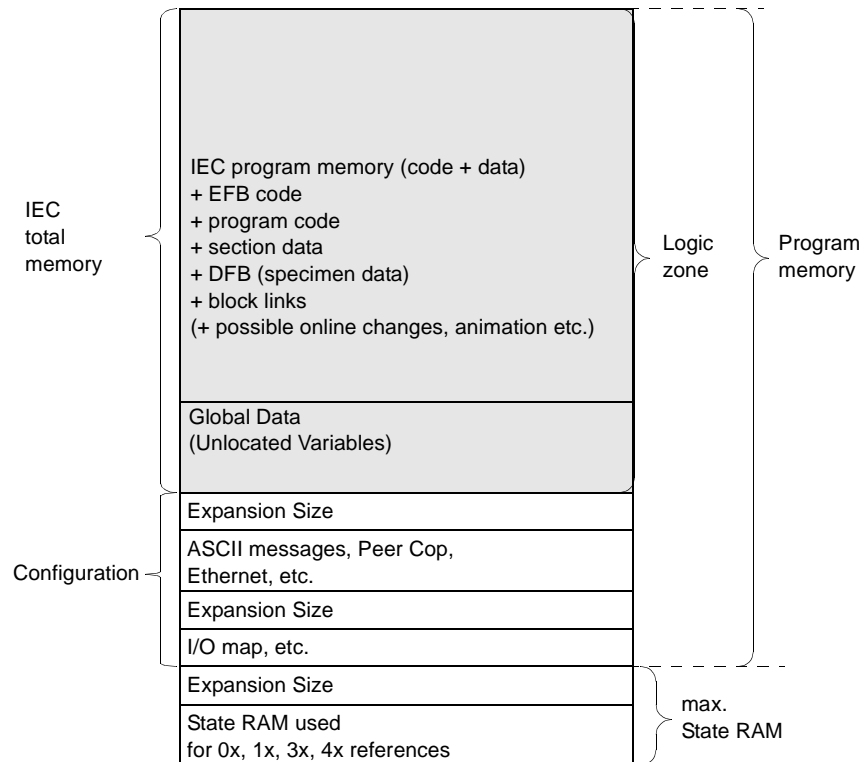 IEC program memory (code + data)
+ EFB code
+ program code
+ section data
+ DFB (specimen data)
+ block links
(+ possible online changes, animation etc.)
IEC
total
memory
Logic
zone
Program
memory
Global Data
(Unlocated Variables)
Expansion Size
ASCII messages, Peer Cop,
Ethernet, etc.
Configuration
Expansion Size
I/O map, etc.
Expansion Size
State RAM used
for 0x, 1x, 3x, 4x references
max.
State RAM